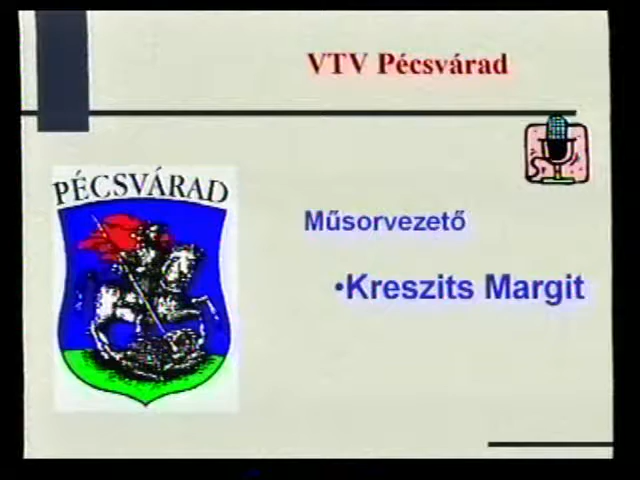 VTV Pécsvárad
PÉCSVÁRAD
Műsorvezető
•Kreszits Margit